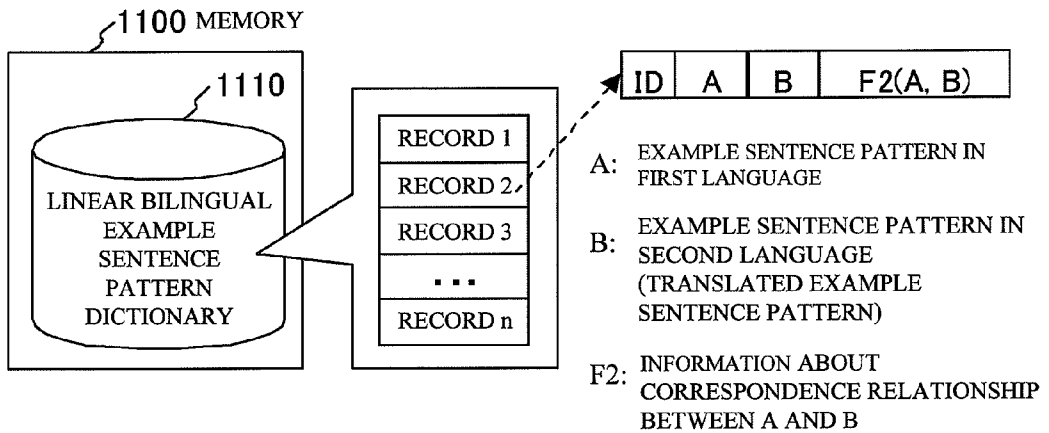 1100 MEMORY
1110
LINEAR BILINGUAL
EXAMPLE
SENTENCE
PATTERN
DICTIONARY
RECORD 1
RECORD 2
RECORD 3
...
RECORD n
ID A B F2(A, B)
A: EXAMPLE SENTENCE PATTERN IN
FIRST LANGUAGE
B: EXAMPLE SENTENCE PATTERN IN
SECOND LANGUAGE
(TRANSLATED EXAMPLE
SENTENCE PATTERN)
F2: INFORMATION ABOUT
CORRESPONDENCE RELATIONSHIP
BETWEEN A AND B